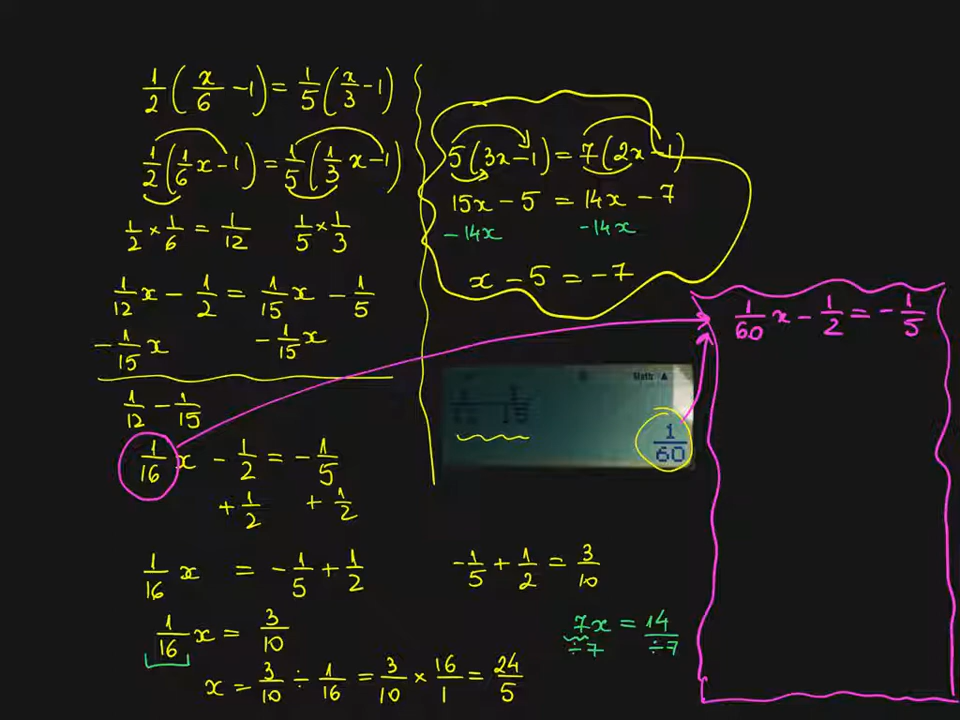 1/2 ( x/6 - 1 ) = 1/5 ( x/3 - 1 )
1/2 ( 1/6 x - 1 ) = 1/5 ( 1/3 x - 1 )
1/2 × 1/6 = 1/12   1/5 × 1/3
1/12 x - 1/2 = 1/15 x - 1/5
- 1/15 x   - 1/15 x
1/12 - 1/15
1/16 x - 1/2 = - 1/5
+ 1/2   + 1/2
1/16 x = - 1/5 + 1/2
1/16 x = 3/10
x = 3/10 ÷ 1/16 = 3/10 × 16/1 = 24/5
5 ( 3x - 1 ) = 7 ( 2x - 1 )
15x - 5 = 14x - 7
- 14x   - 14x
x - 5 = - 7
Math ▲
1/12 - 1/15
1/60
- 1/5 + 1/2 = 3/10
7x = 14
÷7   ÷7
1/60 x - 1/2 = - 1/5